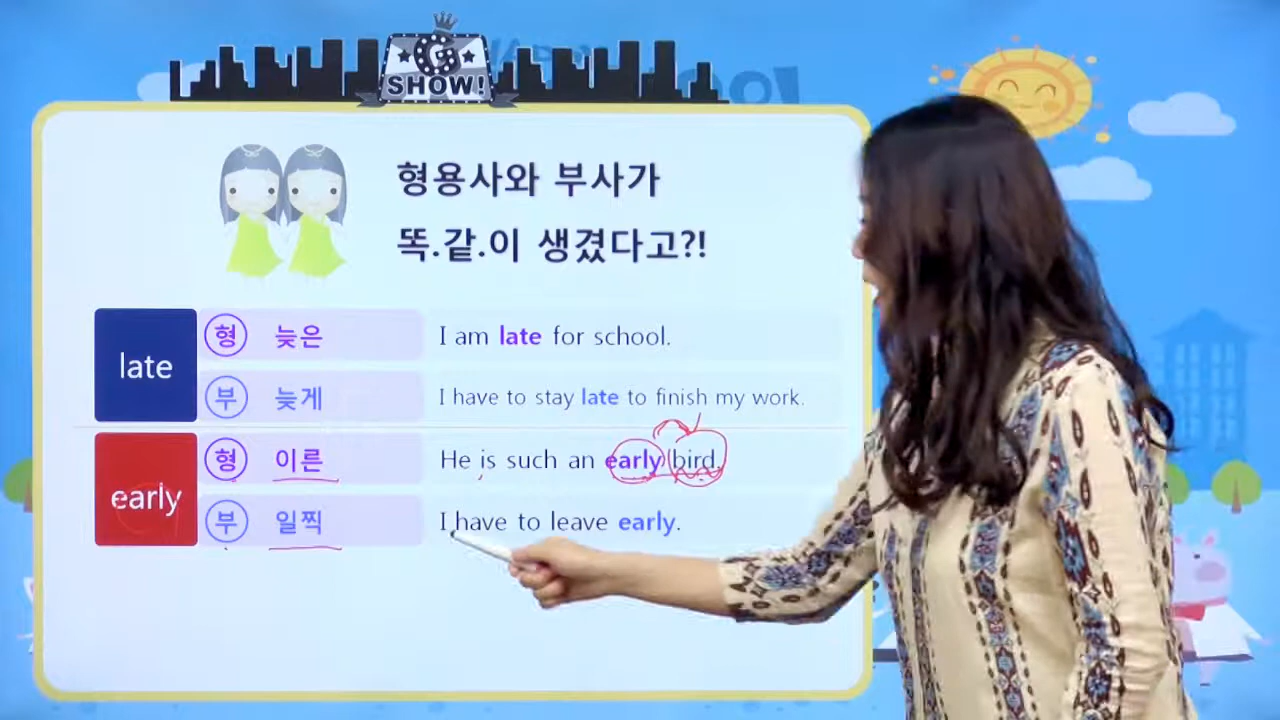 G
SHOW!
형용사와 부사가
똑.같.이 생겼다고?!
late
형 늦은 I am late for school.
부 늦게 I have to stay late to finish my work.
early
형 이른 He is such an early bird.
부 일찍 I have to leave early.